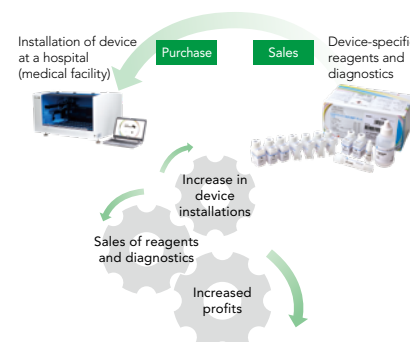 Installation of device
at a hospital
(medical facility)
Purchase
Sales
Device-specifi
reagents and
diagnostics
Increase in
device
installations
Sales of reagents
and diagnostics
Increased
profits